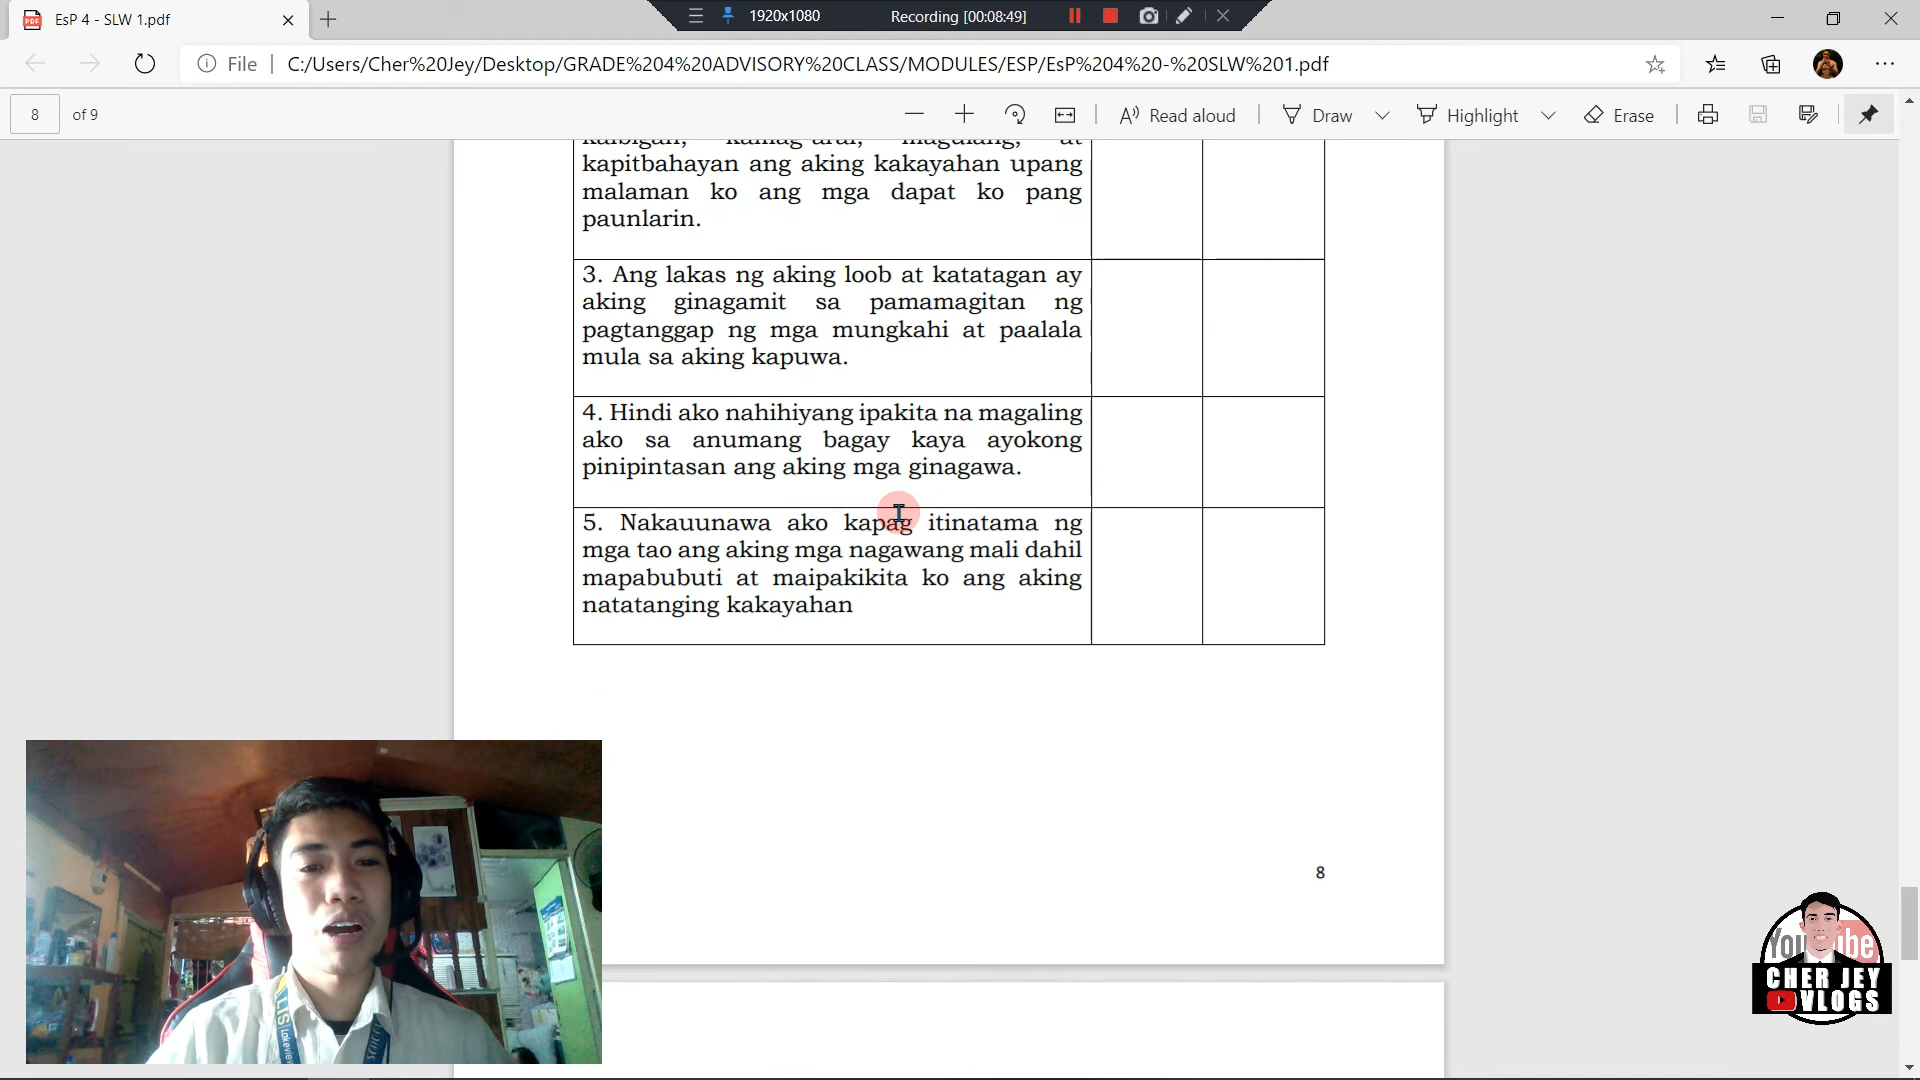 EsP 4 - SLW 1.pdf
1920x1080
Recording [00:08:49]
File
C:/Users/Cher%20Jey/Desktop/GRADE%204%20ADVISORY%20CLASS/MODULES/ESP/EsP%204%20-%20SLW%201.pdf
8 of 9
Read aloud
Draw
Highlight
Erase
kaibigan, kamag-aral, magulang, at
kapitbahayan ang aking kakayahan upang
malaman ko ang mga dapat ko pang
paunlarin.
3. Ang lakas ng aking loob at katatagan ay
aking ginagamit sa pamamagitan ng
pagtanggap ng mga mungkahi at paalala
mula sa aking kapuwa.
4. Hindi ako nahihiyang ipakita na magaling
ako sa anumang bagay kaya ayokong
pinipintasan ang aking mga ginagawa.
5. Nakauunawa ako kapag itinatama ng
mga tao ang aking mga nagawang mali dahil
mapabubuti at maipakikita ko ang aking
natatanging kakayahan
8
CHER JEY
VLOGS